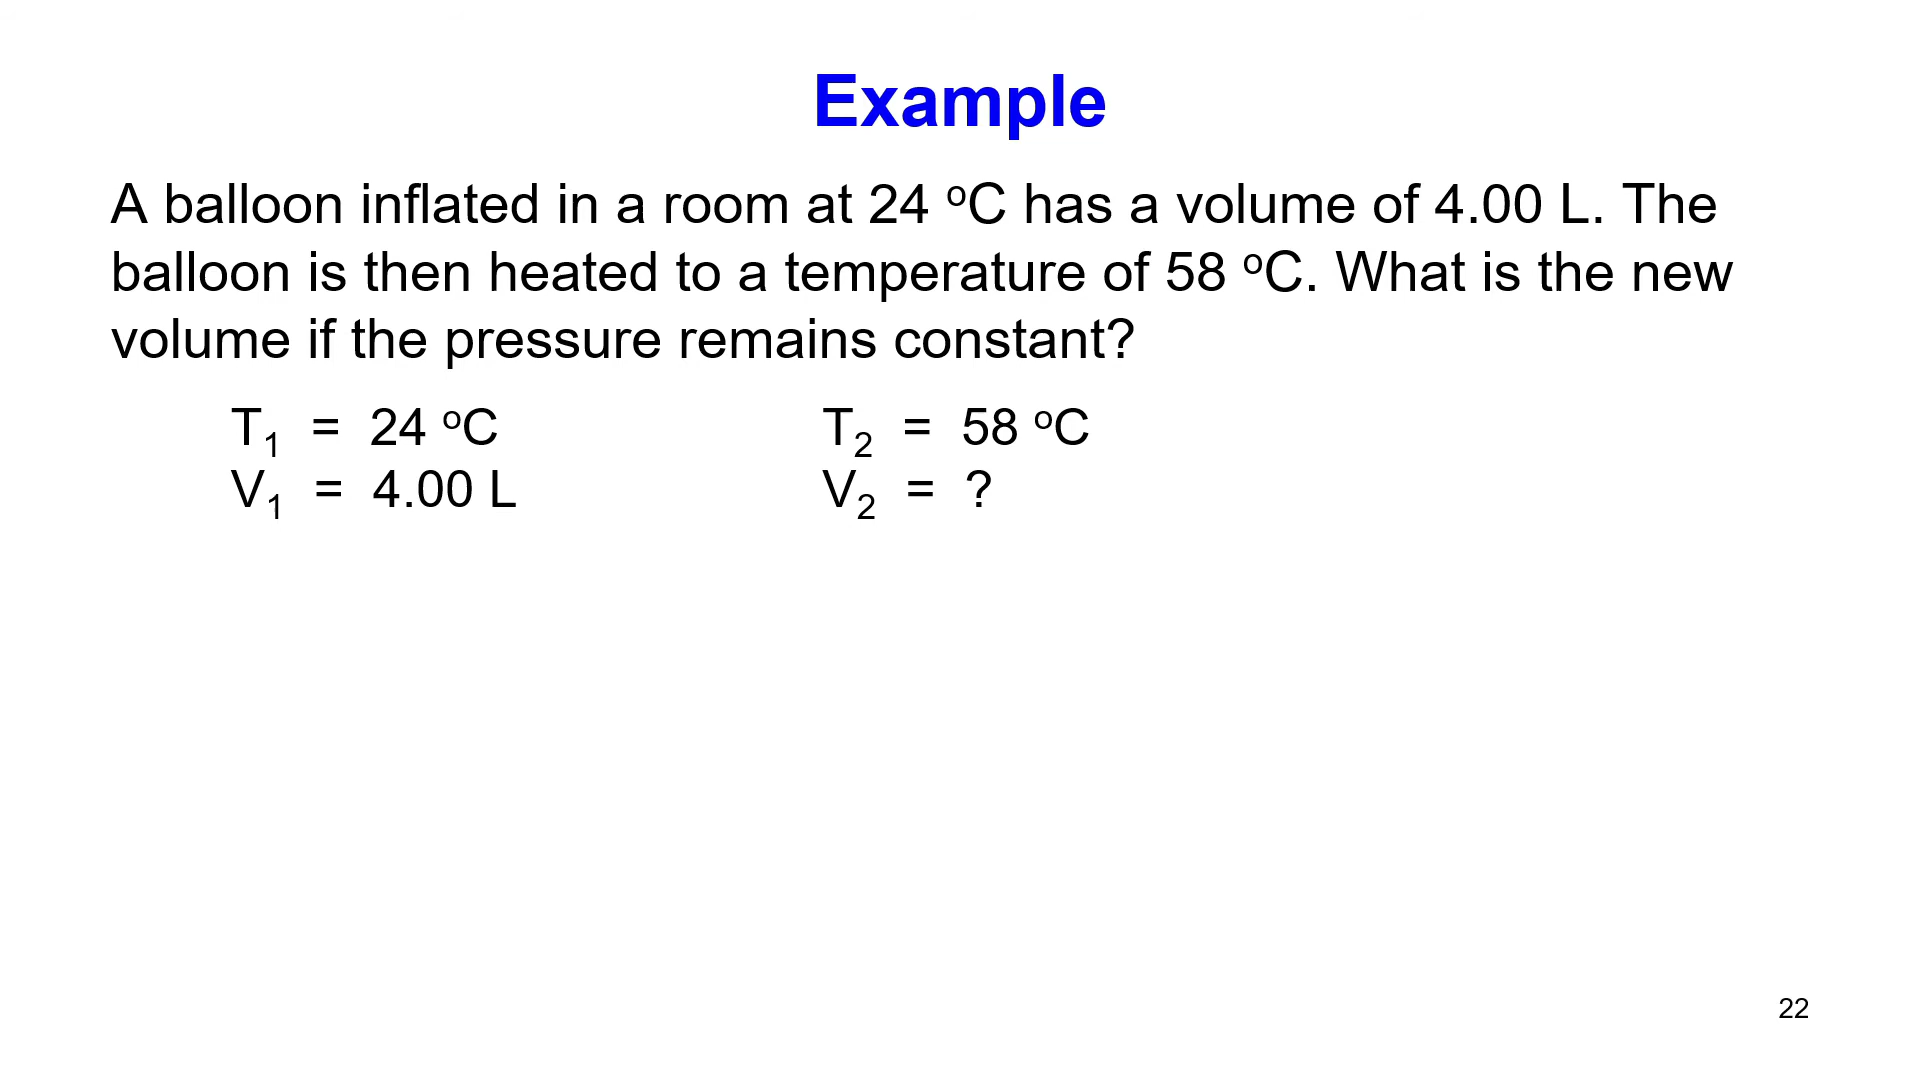 Example
A balloon inflated in a room at 24 ºC has a volume of 4.00 L. The
balloon is then heated to a temperature of 58 ºC. What is the new
volume if the pressure remains constant?
T₁ = 24 ºC T₂ = 58 ºC
V₁ = 4.00 L V₂ = ?
22